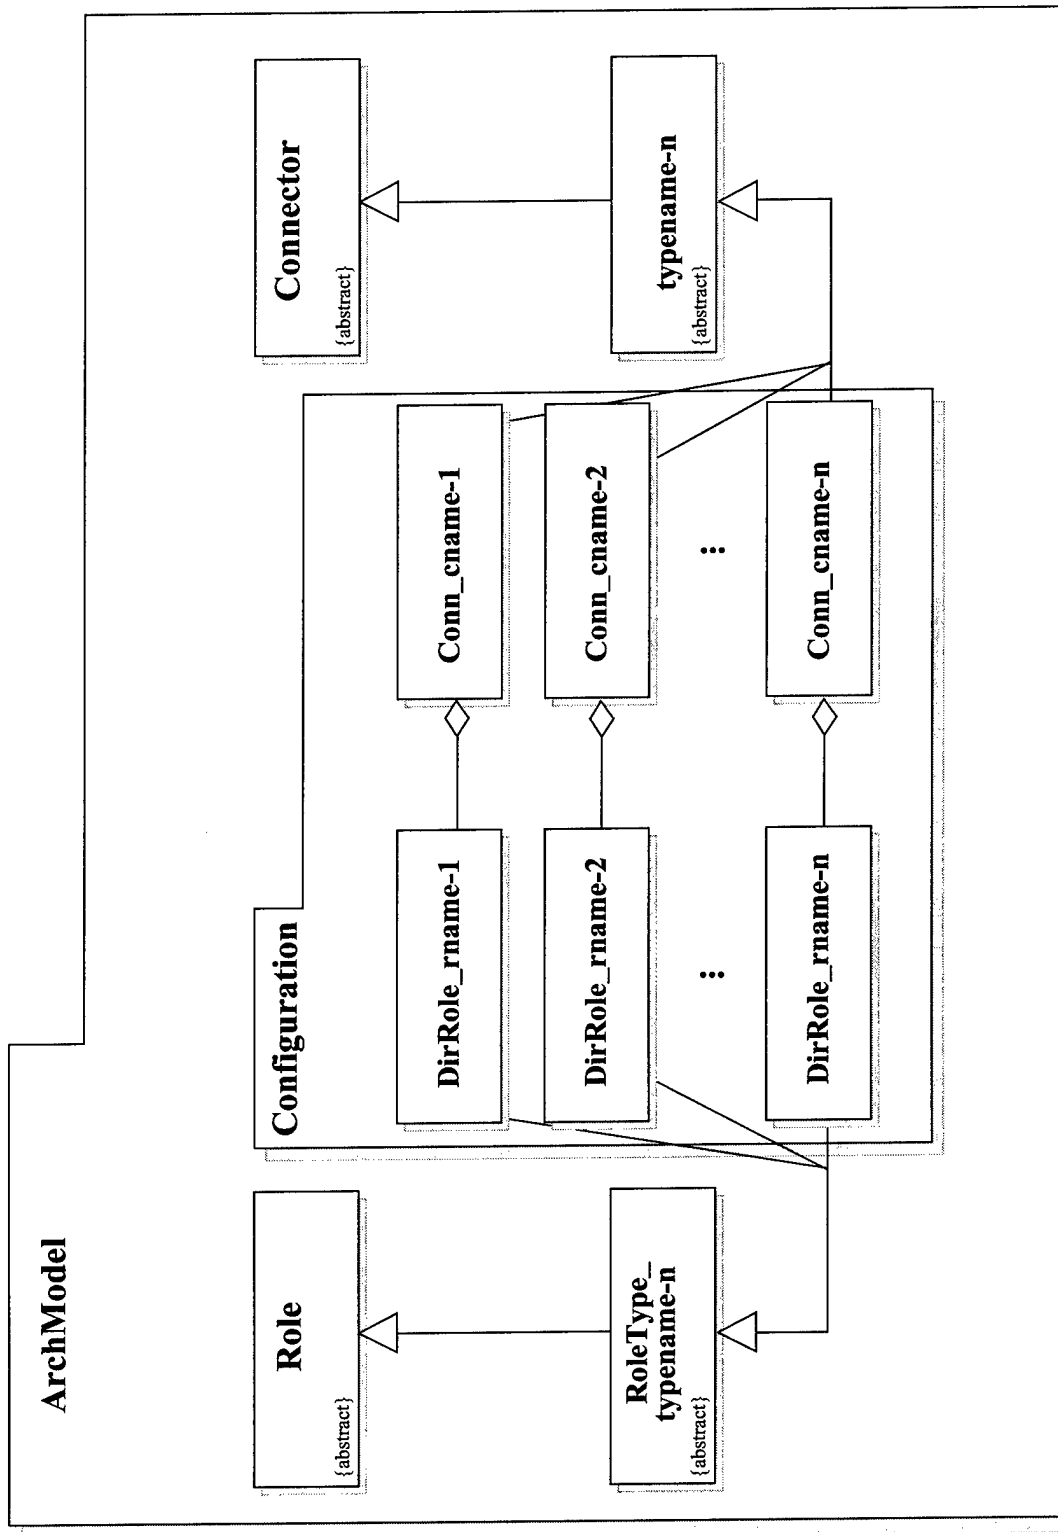 ArchModel
Role
{abstract}
Connector
{abstract}
Configuration
DirRole_rname-1
Conn_cname-1
DirRole_rname-2
Conn_cname-2
RoleType_
typename-n
{abstract}
typename-n
{abstract}
...
...
DirRole_rname-n
Conn_cname-n